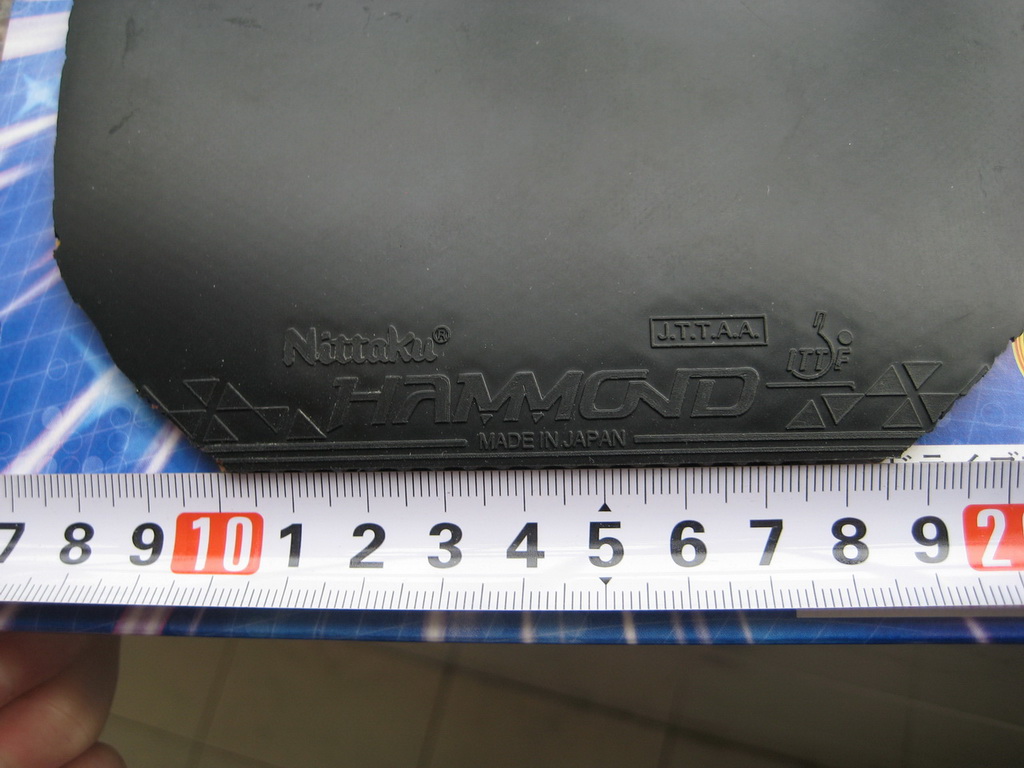 Nittaku®
J.T.T.A.A.
ITTF
HAMMOND
MADE IN JAPAN
7 8 9 10 1 2 3 4 5 6 7 8 9 2